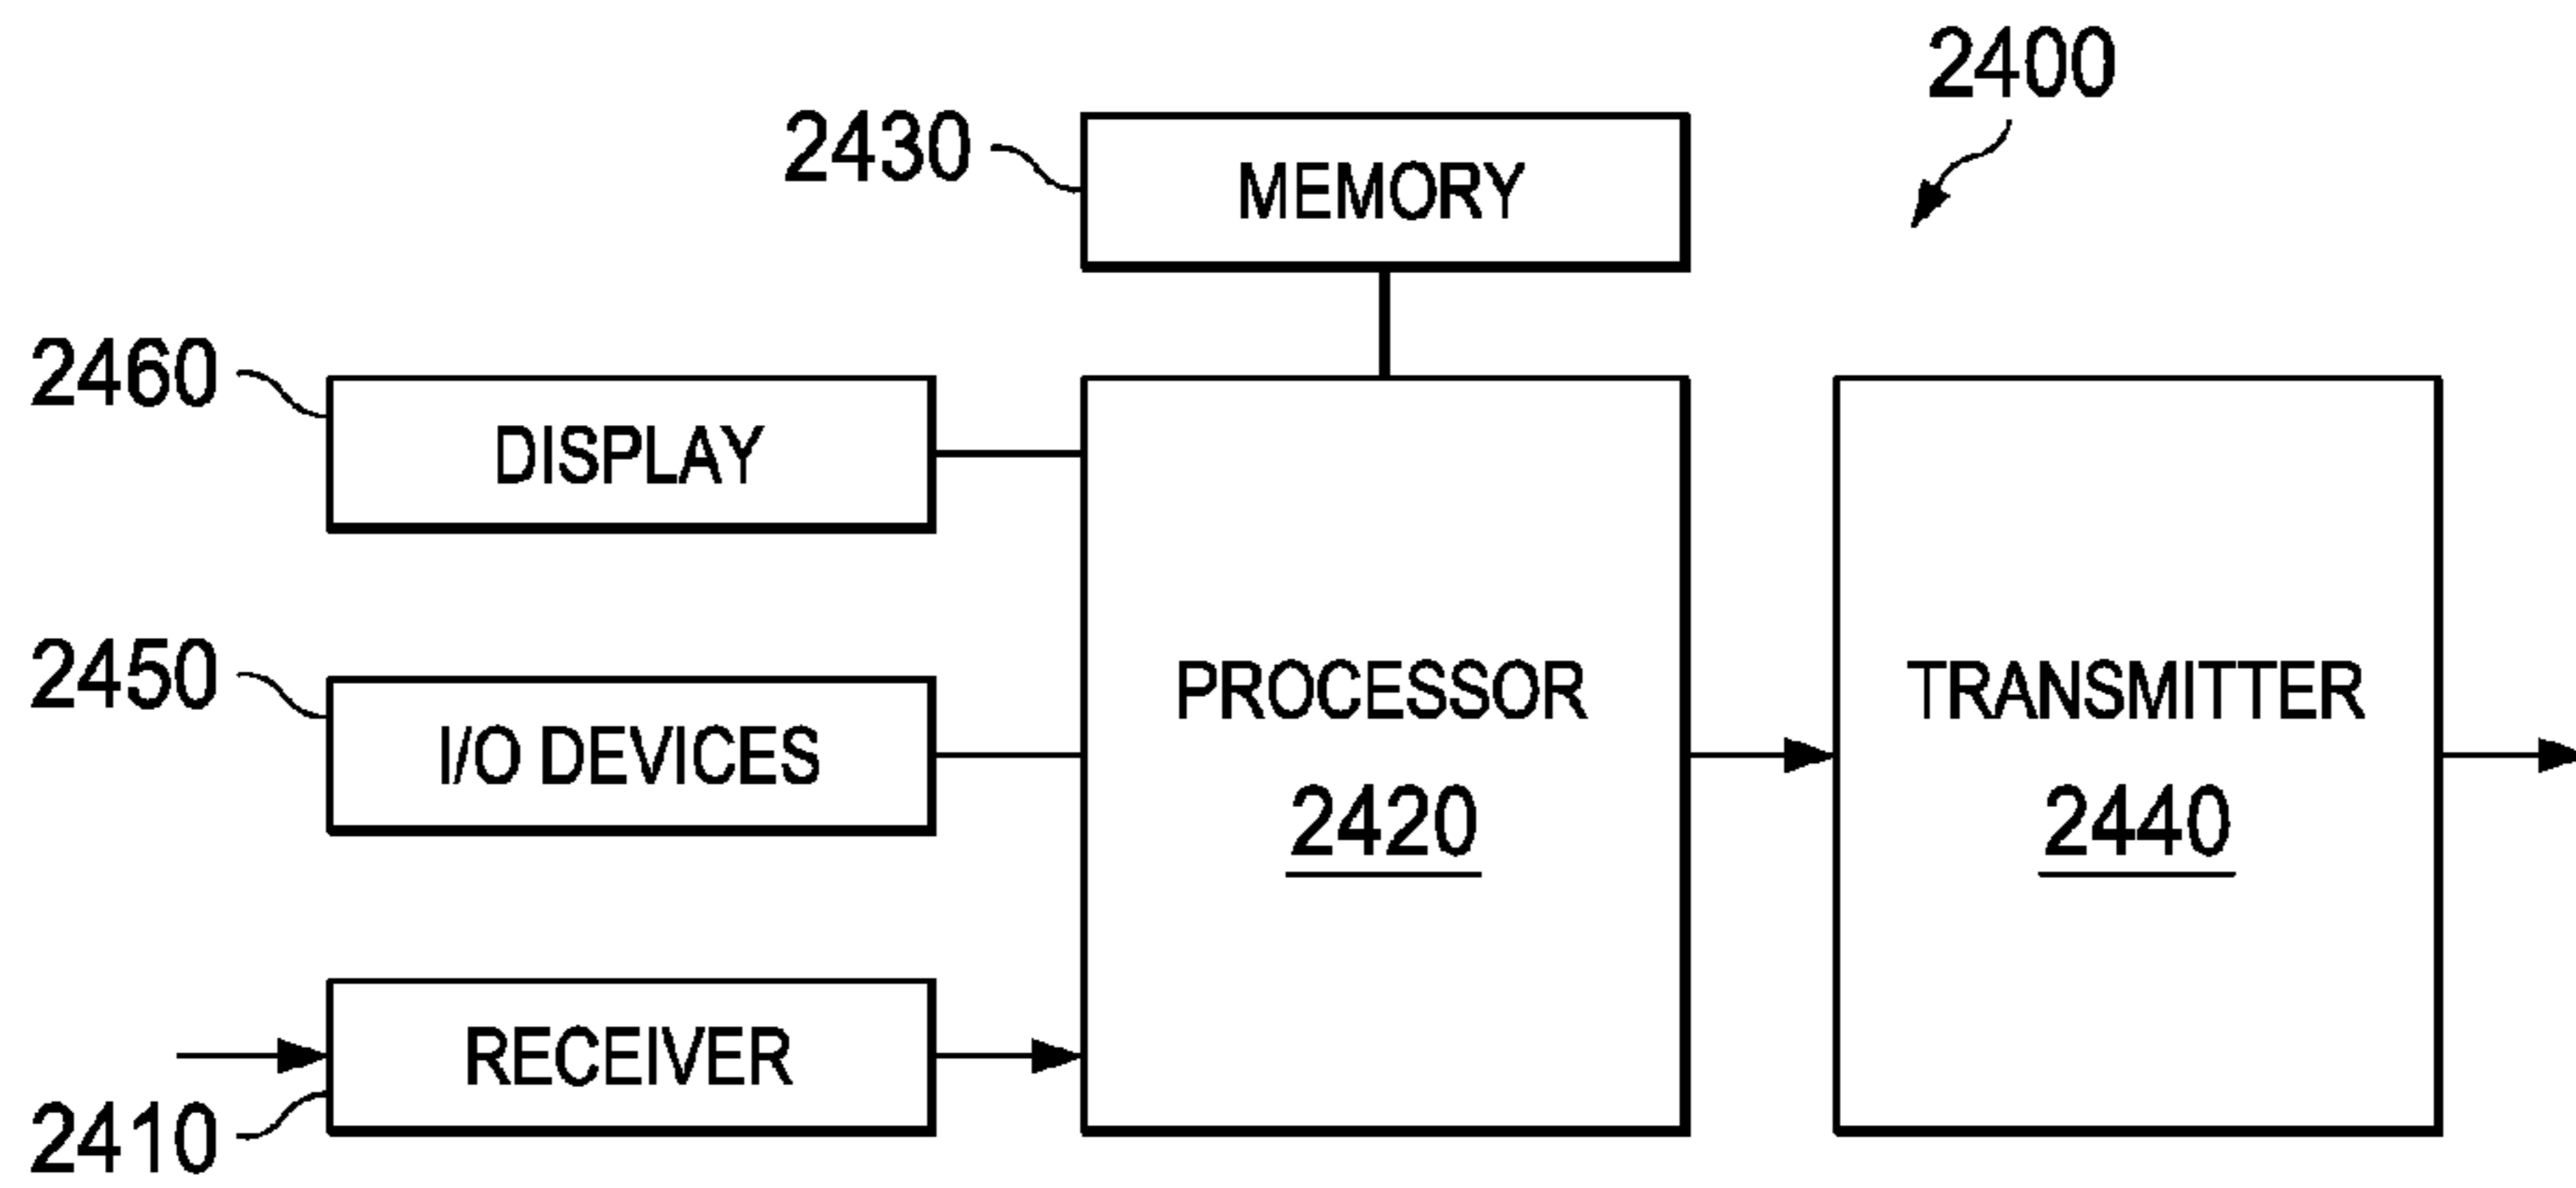 2400
2430
MEMORY
2460
DISPLAY
2450
I/O DEVICES
PROCESSOR
2420
TRANSMITTER
2440
RECEIVER
2410